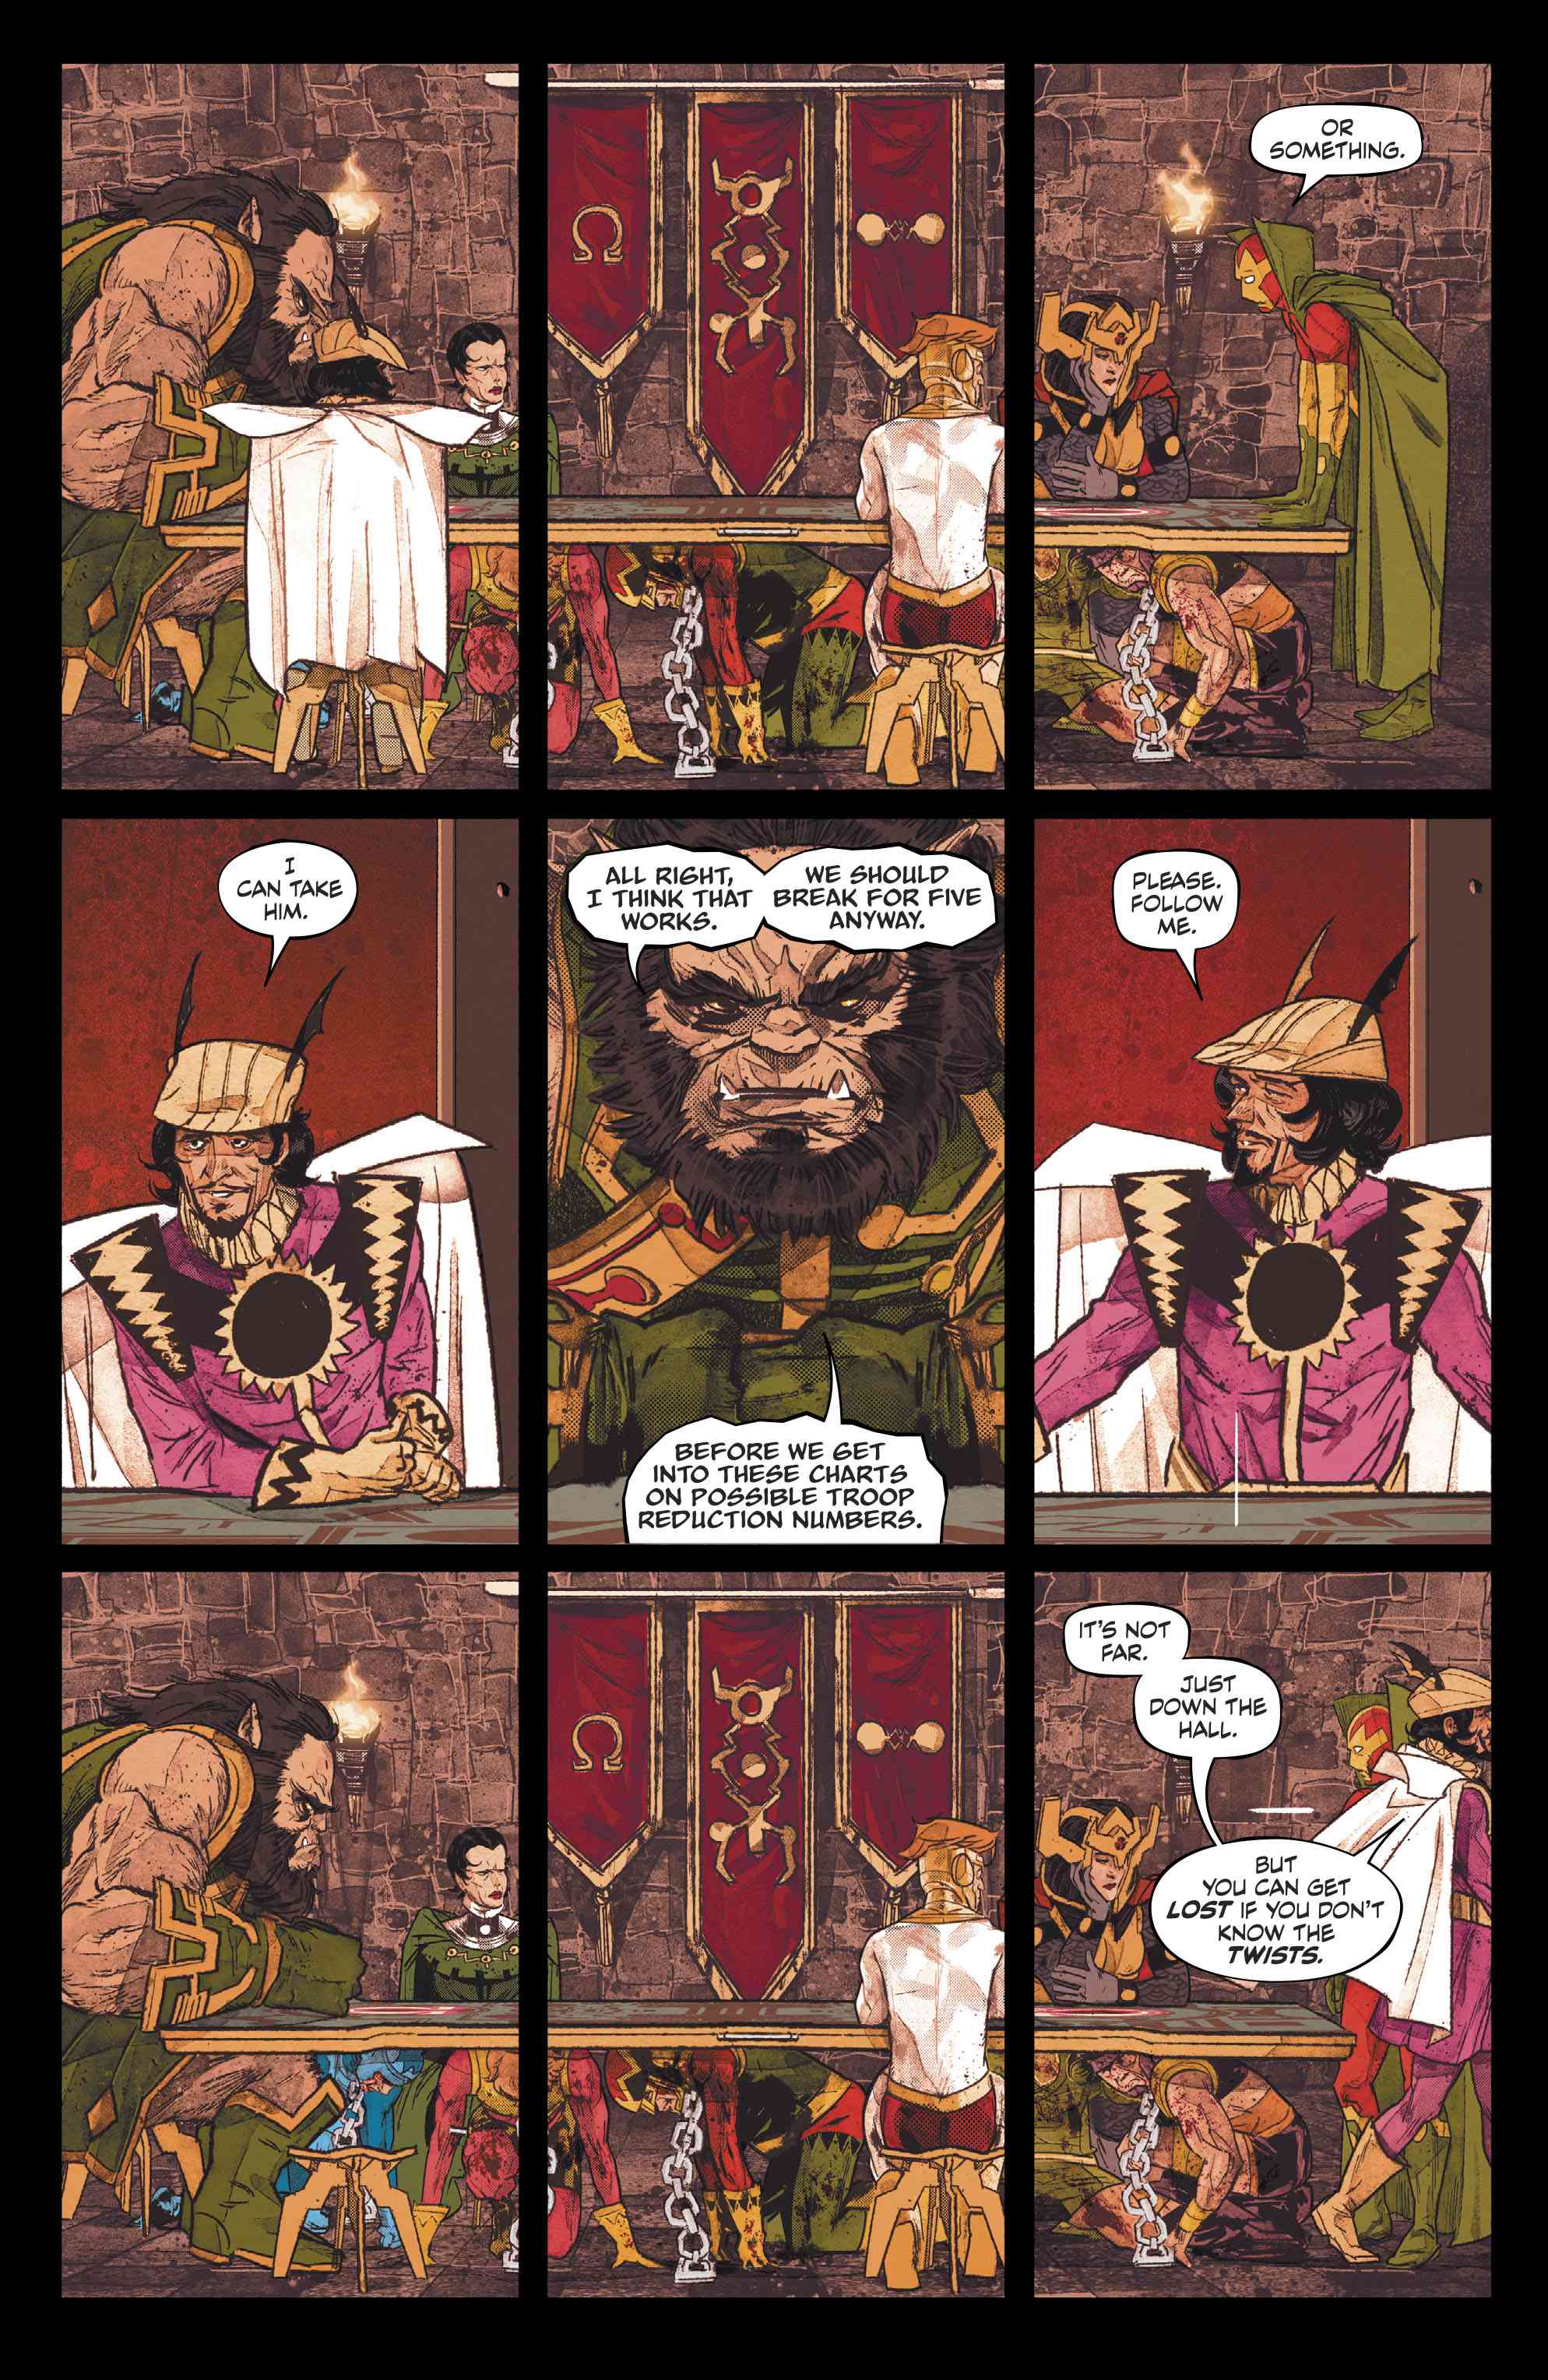 OR
SOMETHING.
I
CAN TAKE
HIM.
ALL RIGHT,
I THINK THAT
WORKS.
WE SHOULD
BREAK FOR FIVE
ANYWAY.
BEFORE WE GET
INTO THESE CHARTS
ON POSSIBLE TROOP
REDUCTION NUMBERS.
PLEASE.
FOLLOW
ME.
IT'S NOT
FAR.
JUST
DOWN THE
HALL.
BUT
YOU CAN GET
LOST IF YOU DON'T
KNOW THE
TWISTS.